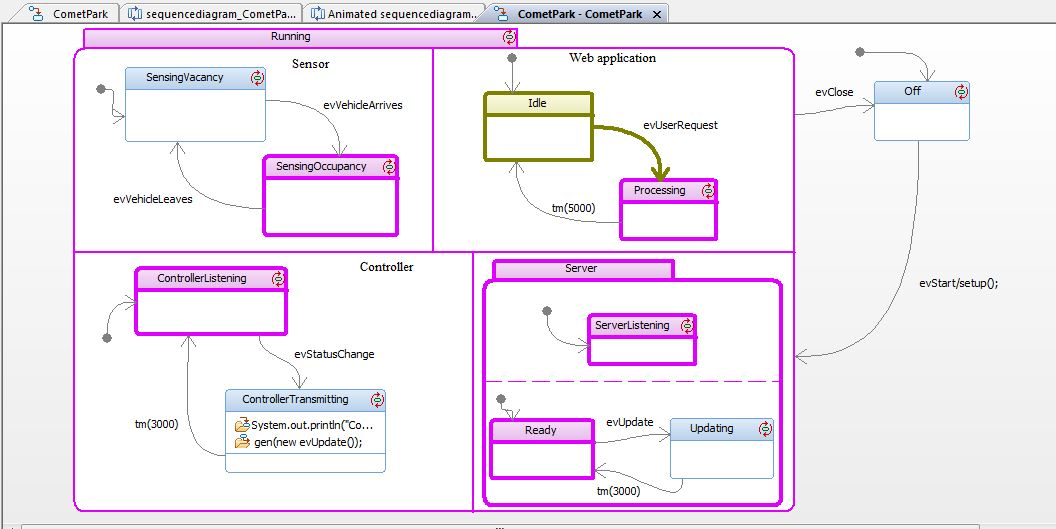 CometPark
sequencediagram_CometPa...
Animated sequencediagram...
CometPark - CometPark
Running
Sensor
SensingVacancy
evVehicleArrives
SensingOccupancy
evVehicleLeaves
Web application
Idle
evUserRequest
Processing
tm(5000)
evClose
Off
evStart/setup();
Controller
ControllerListening
evStatusChange
ControllerTransmitting
System.out.println("Co...
gen(new evUpdate());
tm(3000)
Server
ServerListening
Ready
evUpdate
Updating
tm(3000)